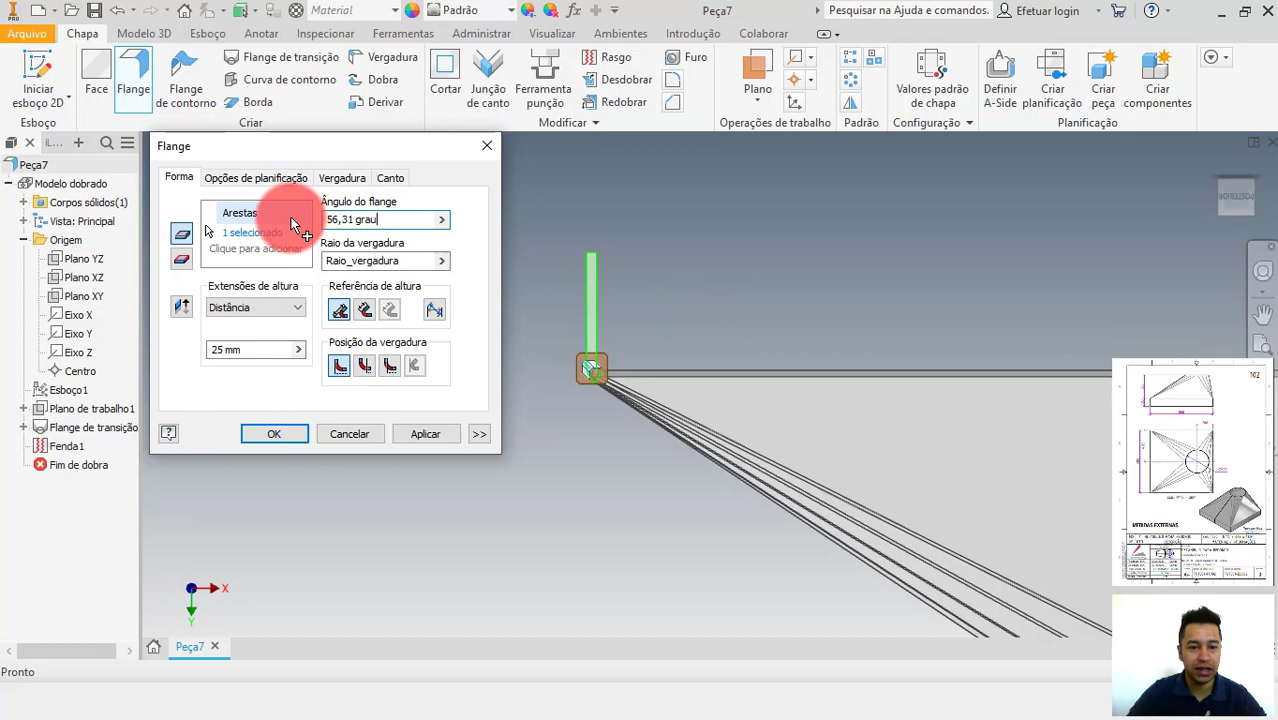 PRO
Material
Padrão
fx
Peça7
Pesquisar na Ajuda e comandos.
Efetuar login
Arquivo
Chapa
Modelo 3D
Esboço
Anotar
Inspecionar
Ferramentas
Administrar
Visualizar
Ambientes
Introdução
Colaborar
Iniciar
esboço 2D
Face
Flange
Flange
de contorno
Flange de transição
Curva de contorno
Borda
Vergadura
Dobra
Derivar
Cortar
Junção
de canto
Ferramenta
punção
Rasgo
Desdobrar
Redobrar
Furo
Plano
Valores padrão
de chapa
Definir
A-Side
Criar
planificação
Criar
peça
Criar
componentes
Esboço
Criar
Modificar
Operações de trabalho
Padrão
Configuração
Planificação
Peça7
Modelo dobrado
Corpos sólidos(1)
Vista: Principal
Origem
Plano YZ
Plano XZ
Plano XY
Eixo X
Eixo Y
Eixo Z
Centro
Esboço1
Plano de trabalho1
Flange de transição
Fenda1
Fim de dobra
Flange
Forma
Opções de planificação
Vergadura
Canto
Arestas
1 selecionado
Clique para adicionar
Ângulo do flange
56,31 grau
Raio da vergadura
Raio_vergadura
Extensões de altura
Distância
25 mm
Referência de altura
Posição da vergadura
OK
Cancelar
Aplicar
>>
POSTERIOR
X
Y
102
MEDIDAS EXTERNAS
Peça7
Pronto